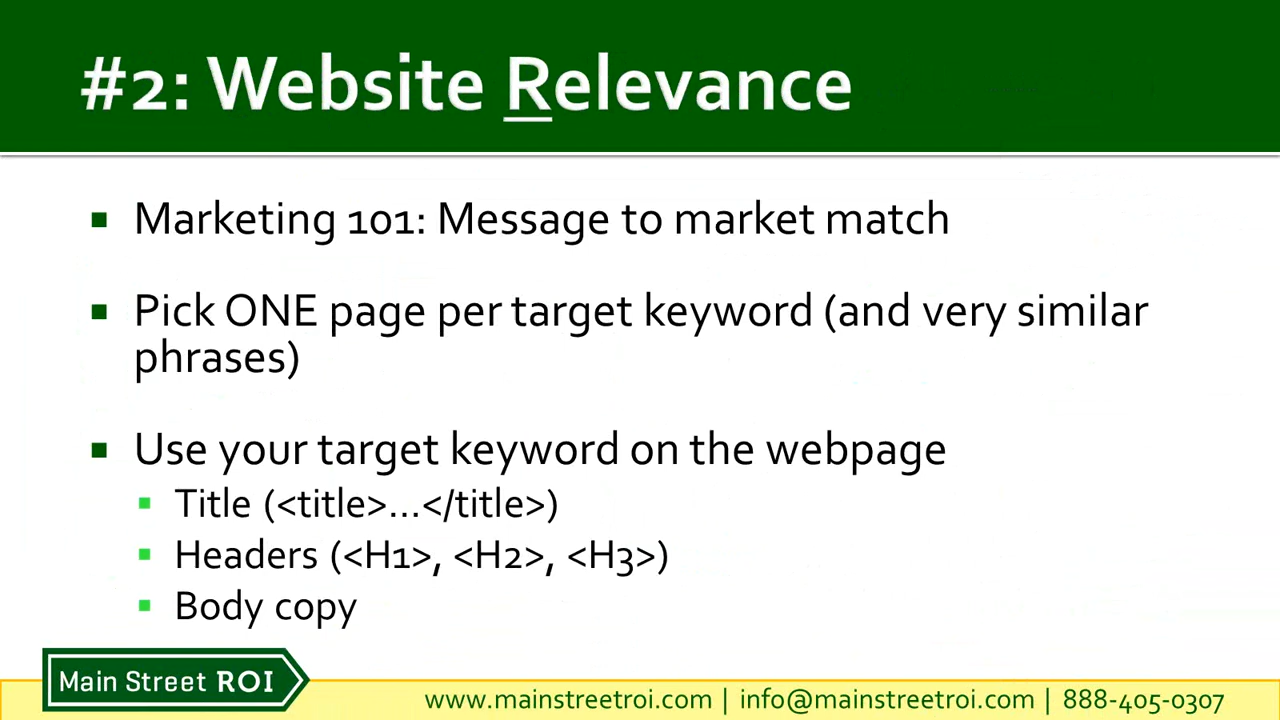 #2: Website Relevance
Marketing 101: Message to market match
Pick ONE page per target keyword (and very similar
phrases)
Use your target keyword on the webpage
Title (<title>...</title>)
Headers (<H1>, <H2>, <H3>)
Body copy
Main Street ROI
www.mainstreetroi.com | info@mainstreetroi.com | 888-405-0307